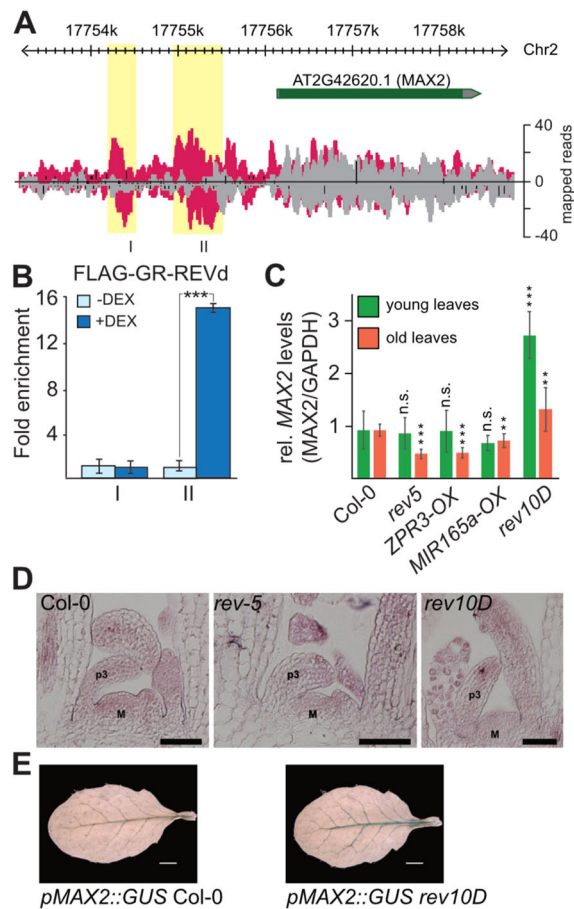 A
17754k 17755k 17756k 17757k 17758k
Chr2
AT2G42620.1 (MAX2)
40
0
-40
mapped reads
I II
B
FLAG-GR-REVd
-DEX
+DEX
***
Fold enrichment
16
12
8
4
I II
C
young leaves
old leaves
rel. MAX2 levels
(MAX2/GAPDH)
3
2
1
n.s. *** n.s. *** n.s. ** *** **
Col-0
rev5
ZPR3-OX
MIR165a-OX
rev10D
D
Col-0 rev-5 rev10D
p3 p3 p3
M M M
E
pMAX2::GUS Col-0 pMAX2::GUS rev10D